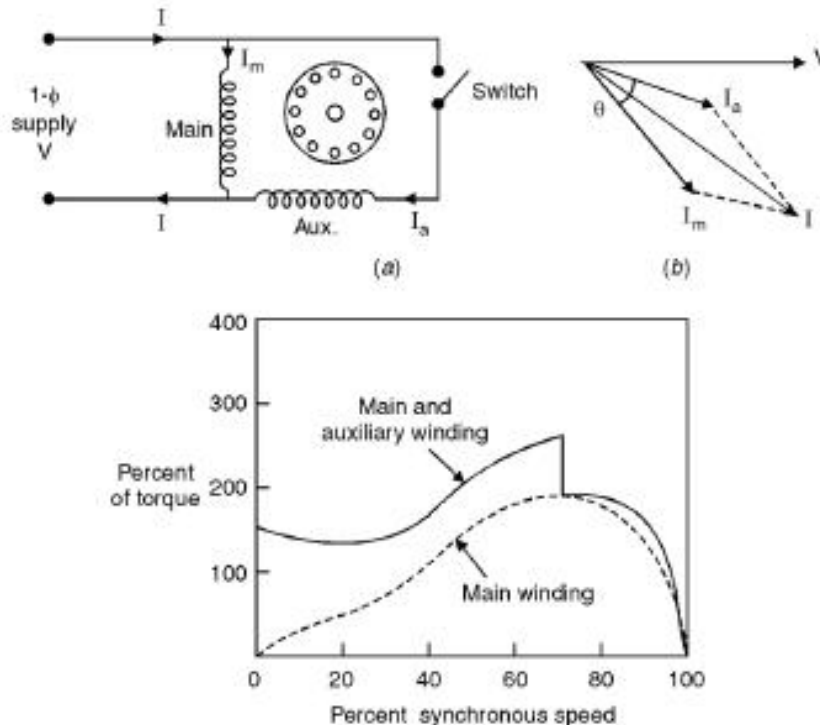 I
I_m
1-ϕ
supply
V
Main
Switch
I
Aux.
I_a
(a)
V
θ
I_a
I_m
I
(b)
400
300
200
100
Percent
of torque
Main and
auxiliary winding
Main winding
0 20 40 60 80 100
Percent synchronous speed